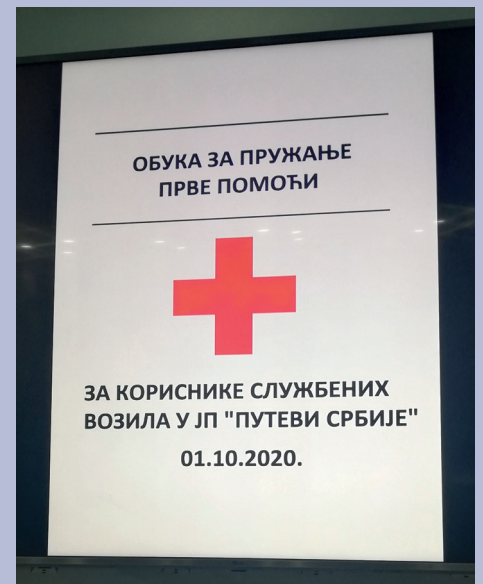 ОБУКА ЗА ПРУЖАЊЕ
ПРВЕ ПОМОЋИ
ЗА КОРИСНИКЕ СЛУЖБЕНИХ
ВОЗИЛА У ЈП "ПУТЕВИ СРБИЈЕ"
01.10.2020.